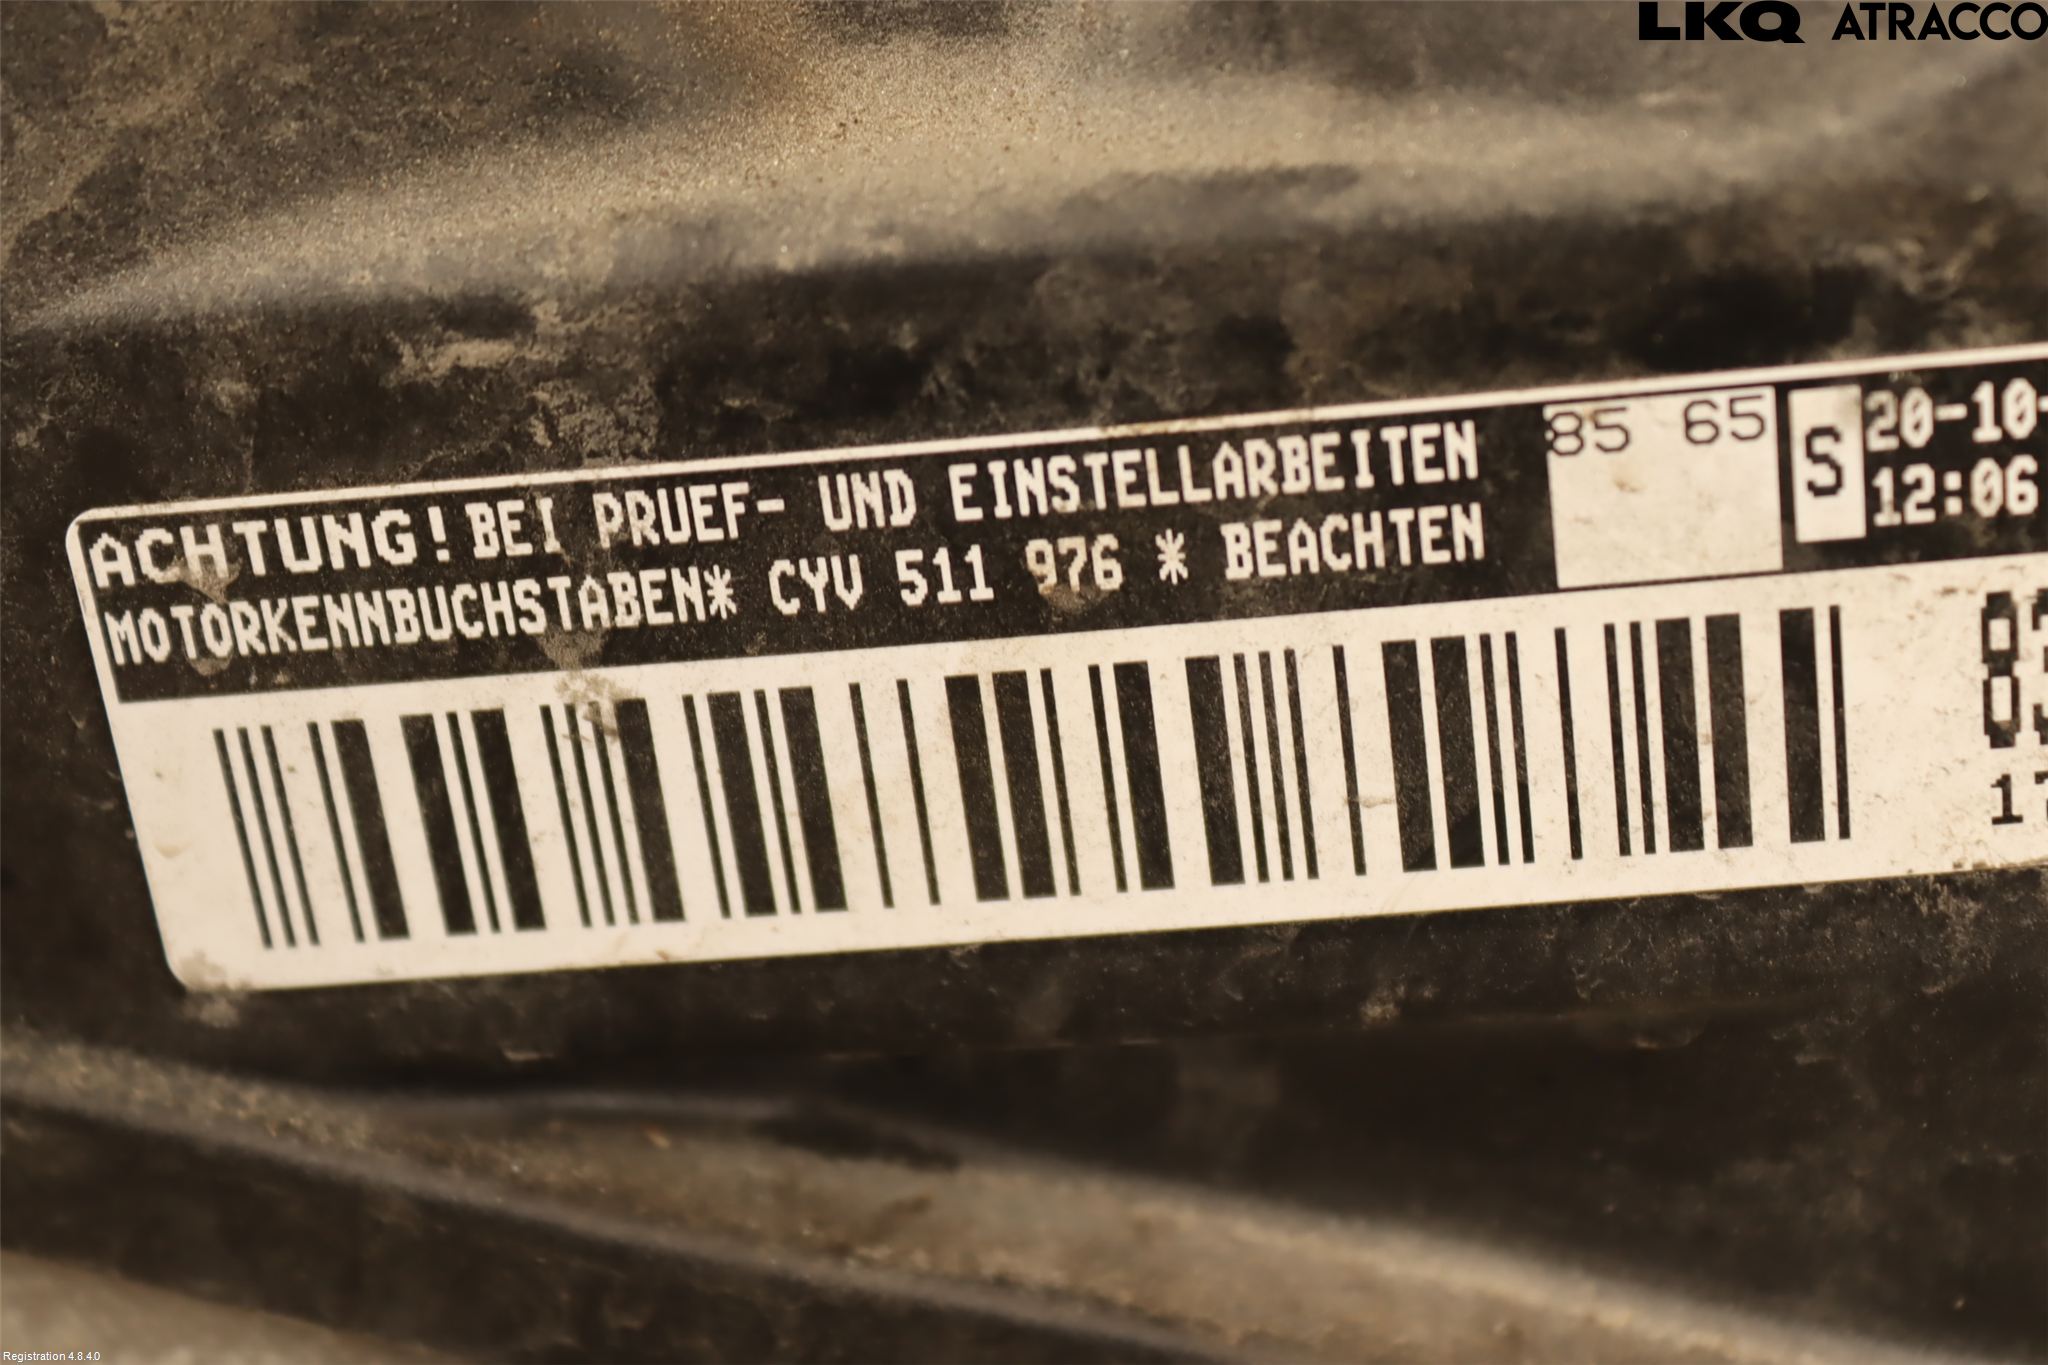 LKQ ATRACCO
ACHTUNG! BEI PRUEF- UND EINSTELLARBEITEN
MOTORKENNBUCHSTABEN* CYV 511 976 * BEACHTEN
85 65
S
20-10-
12:06
Registration 4.8.4.0